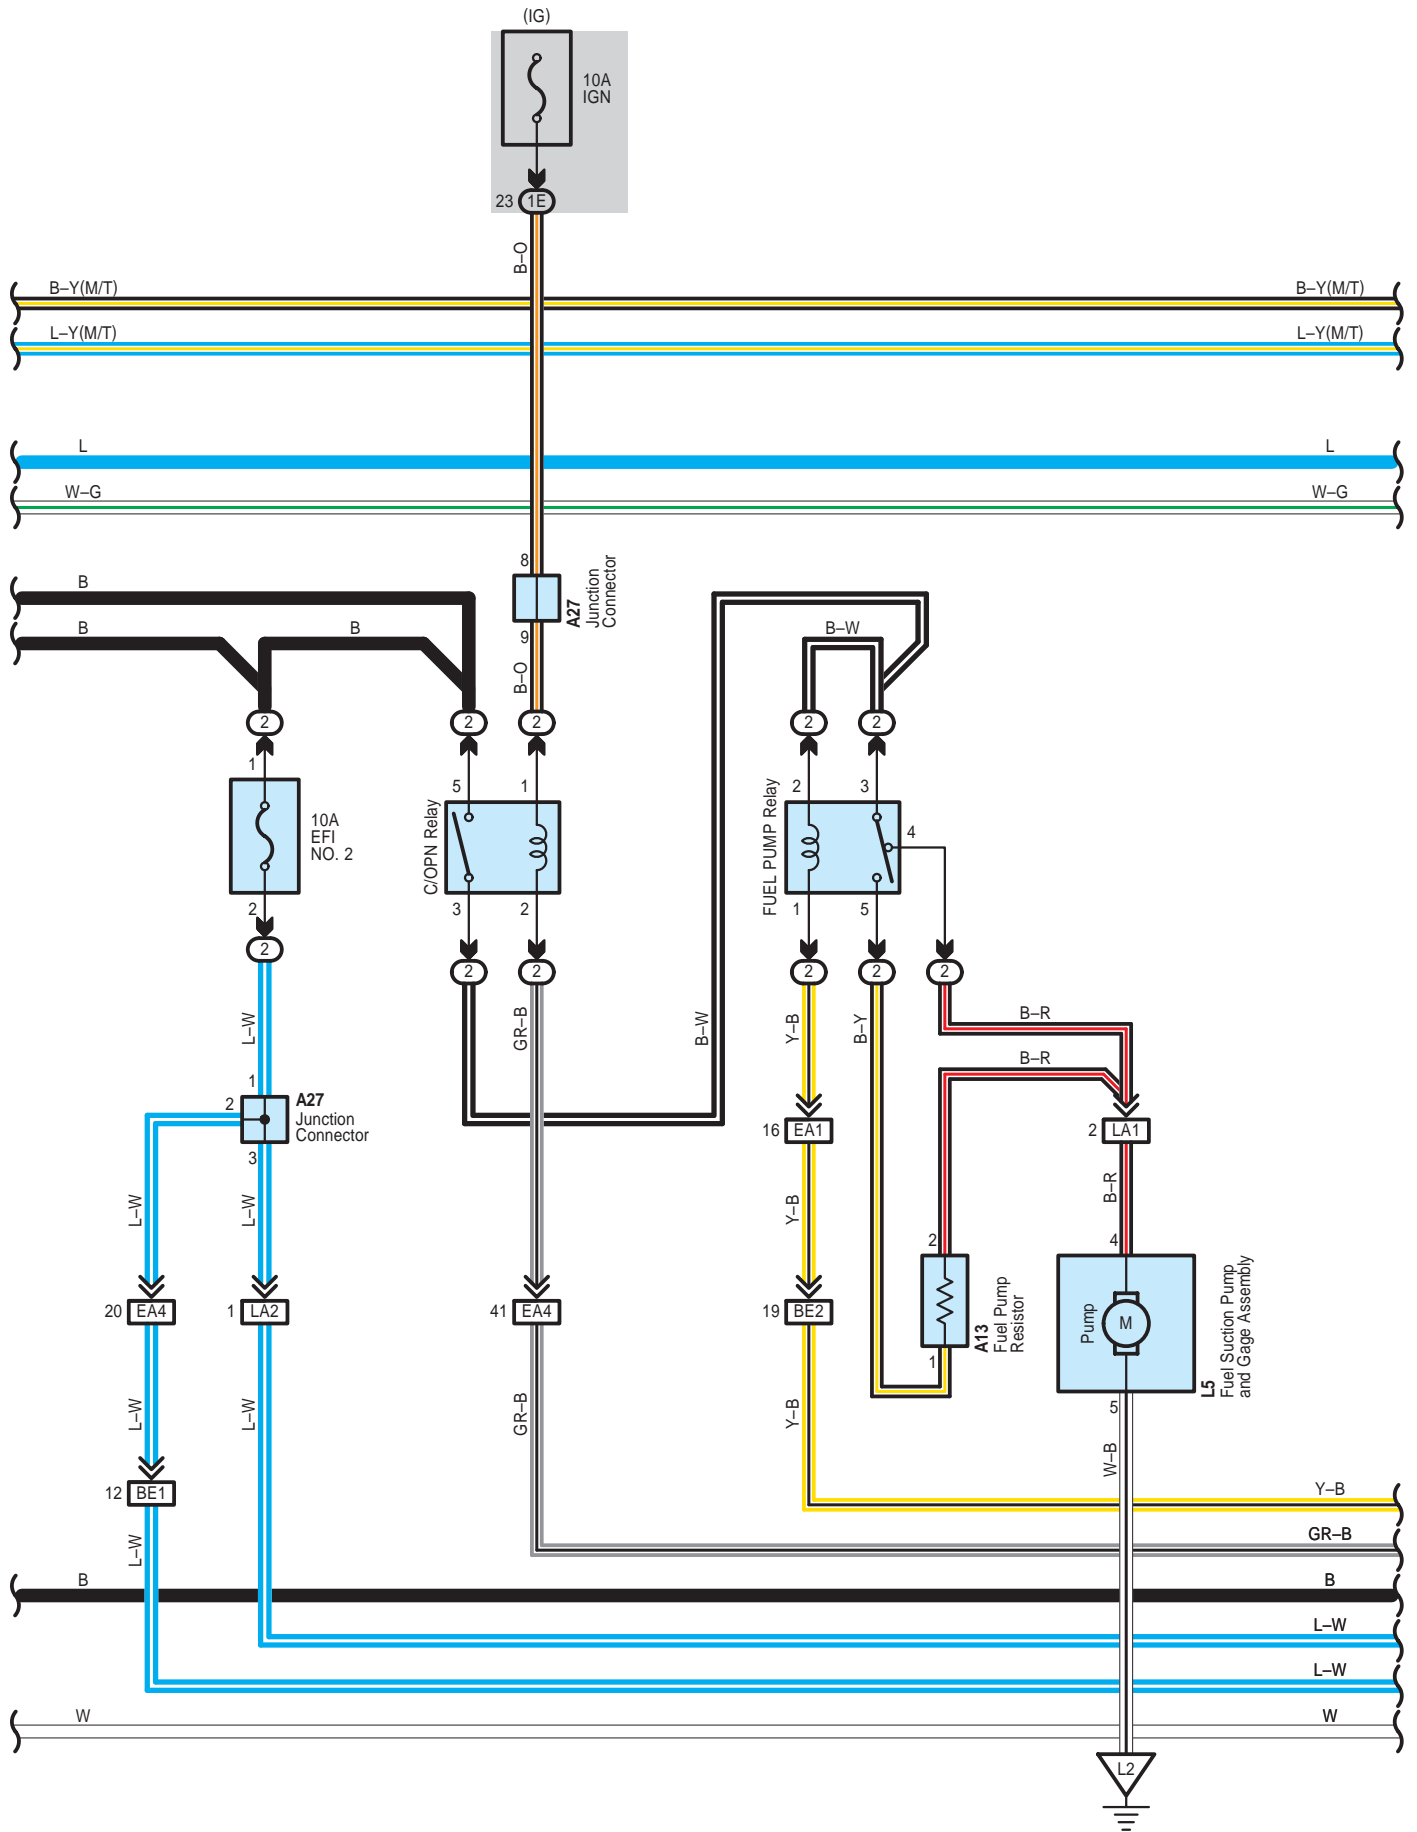 (IG)
10A
IGN
23 1E
B–O
B–Y(M/T) B–Y(M/T)
L–Y(M/T) L–Y(M/T)
L L
W–G W–G
8
A27
Junction
Connector
9
B–O
B
B B
B–W
2 2 2 2 2
1
10A
EFI
NO. 2
2
2
5 1
C/OPN Relay
3 2
2 2
2 3
FUEL PUMP Relay
4
1 5
2 2 2
L–W
GR–B
B–W
Y–B
B–Y
B–R
B–R
1
2
A27
Junction
Connector
3
16 EA1
2 LA1
L–W
L–W
Y–B
B–R
2
4
20 EA4
1 LA2
41 EA4
19 BE2
A13
Fuel Pump
Resistor
1
Pump
M
L5
Fuel Suction Pump
and Gage Assembly
5
L–W
L–W
GR–B
Y–B
W–B
12 BE1
L–W
Y–B
GR–B
B B
L–W
L–W
W W
L2